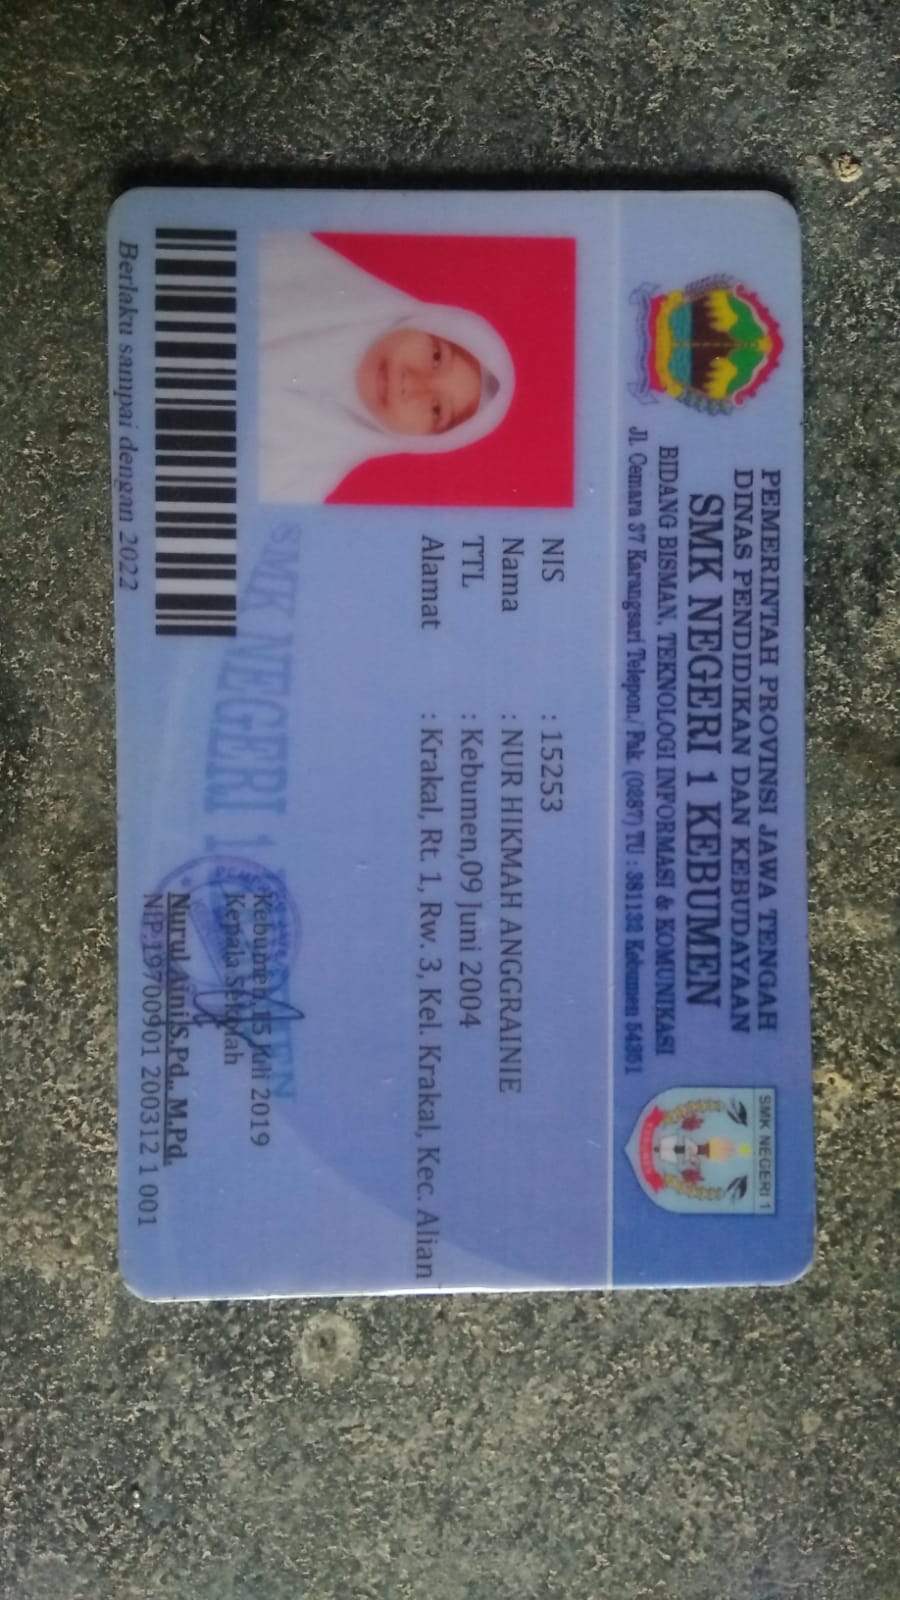 PEMERINTAH PROVINSI JAWA TENGAH
DINAS PENDIDIKAN DAN KEBUDAYAAN
SMK NEGERI 1 KEBUMEN
BIDANG BISMAN, TEKNOLOGI INFORMASI & KOMUNIKASI
Jl. Cemara 37 Karangsari Telepon./ Fak. (0287) TU : 381132 Kebumen 54351
SMK NEGERI 1
NIS : 15253
Nama : NUR HIKMAH ANGGRAINIE
TTL : Kebumen,09 Juni 2004
Alamat : Krakal, Rt. 1, Rw. 3, Kel. Krakal, Kec. Alian
SMK NEGERI 1 KEBUMEN
Kebumen, 15 Juli 2019
Kepala Sekolah
Nurul Aini S.Pd., M.Pd.
NIP.19700901 200312 1 001
Berlaku sampai dengan 2022